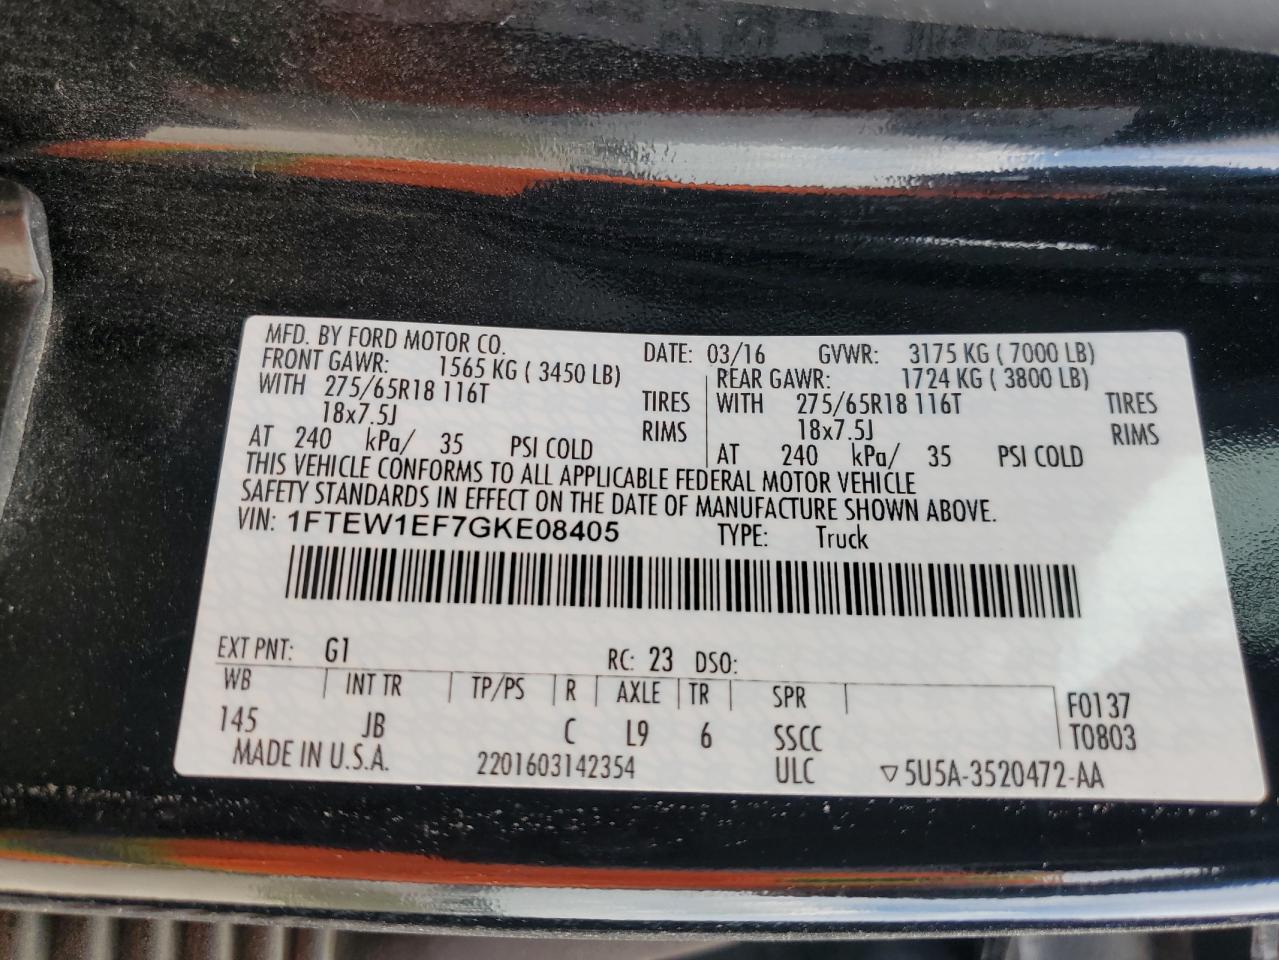 MFD. BY FORD MOTOR CO.
DATE: 03/16 GVWR: 3175 KG ( 7000 LB)
FRONT GAWR: 1565 KG ( 3450 LB)
WITH 275/65R18 116T TIRES
18x7.5J RIMS
AT 240 kPa/ 35 PSI COLD
REAR GAWR: 1724 KG ( 3800 LB)
WITH 275/65R18 116T TIRES
18x7.5J RIMS
AT 240 kPa/ 35 PSI COLD
THIS VEHICLE CONFORMS TO ALL APPLICABLE FEDERAL MOTOR VEHICLE
SAFETY STANDARDS IN EFFECT ON THE DATE OF MANUFACTURE SHOWN ABOVE.
VIN: 1FTEW1EF7GKE08405 TYPE: Truck
EXT PNT: G1 RC: 23 DSO:
WB INT TR TP/PS R AXLE TR SPR
145 JB C L9 6 SSCC
F0137
T0803
MADE IN U.S.A. 2201603142354 ULC ▽5U5A-3520472-AA